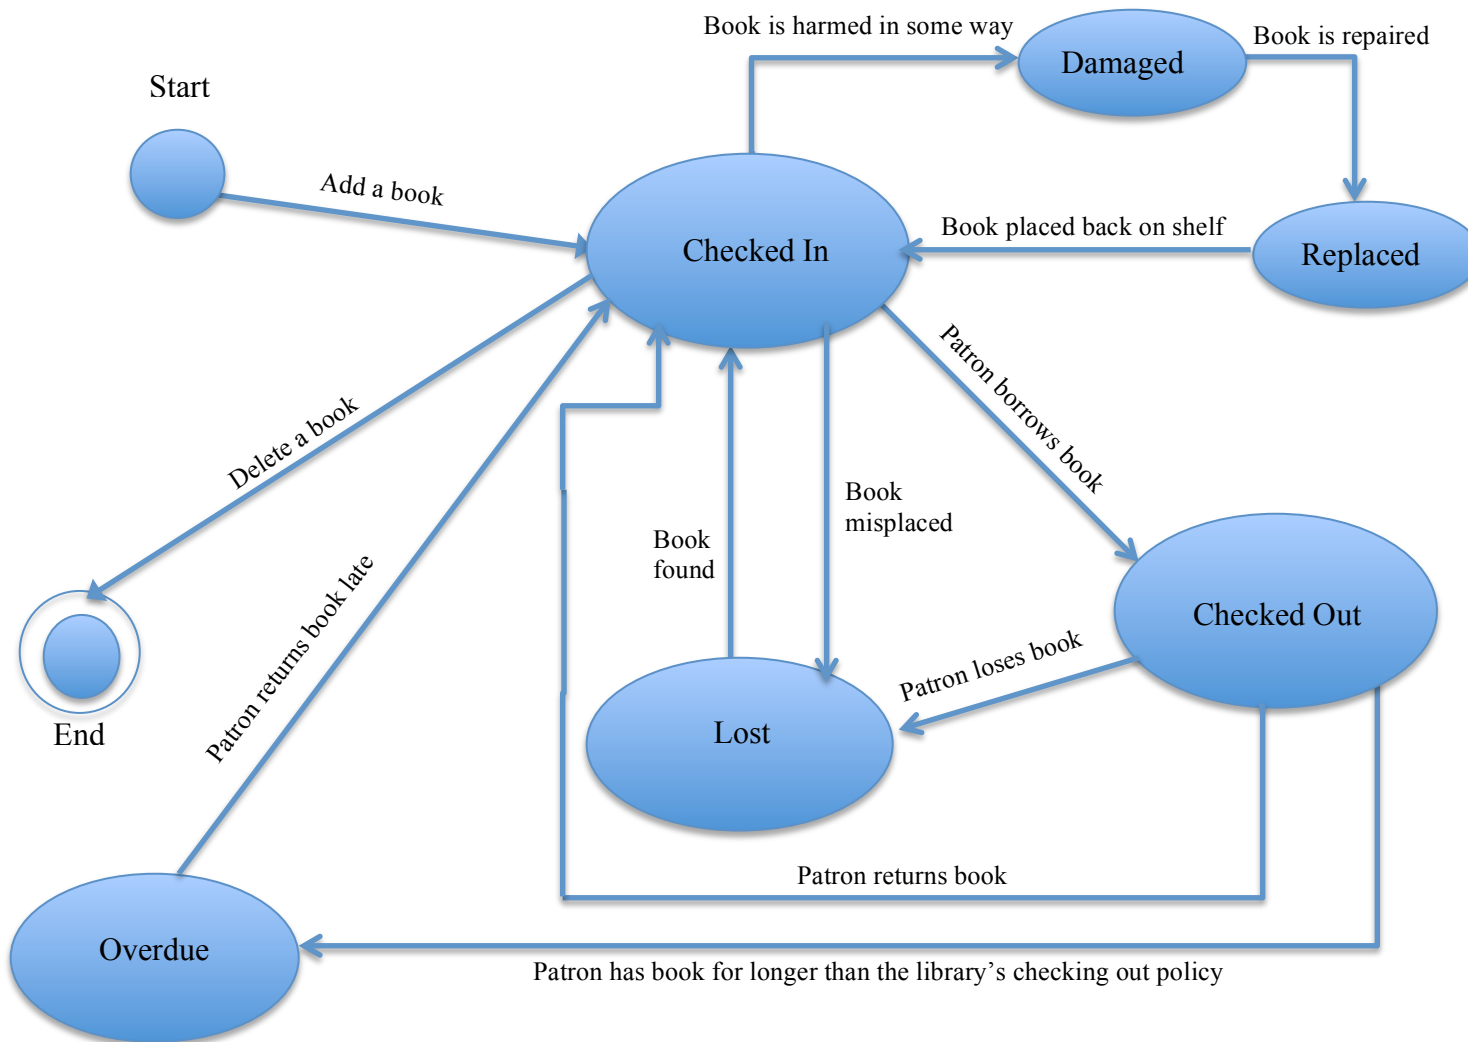 Book is harmed in some way
Damaged
Book is repaired
Start
Add a book
Checked In
Book placed back on shelf
Replaced
Patron borrows book
Delete a book
Book
misplaced
Book
found
Patron returns book late
Checked Out
Patron loses book
Lost
End
Patron returns book
Overdue
Patron has book for longer than the library’s checking out policy